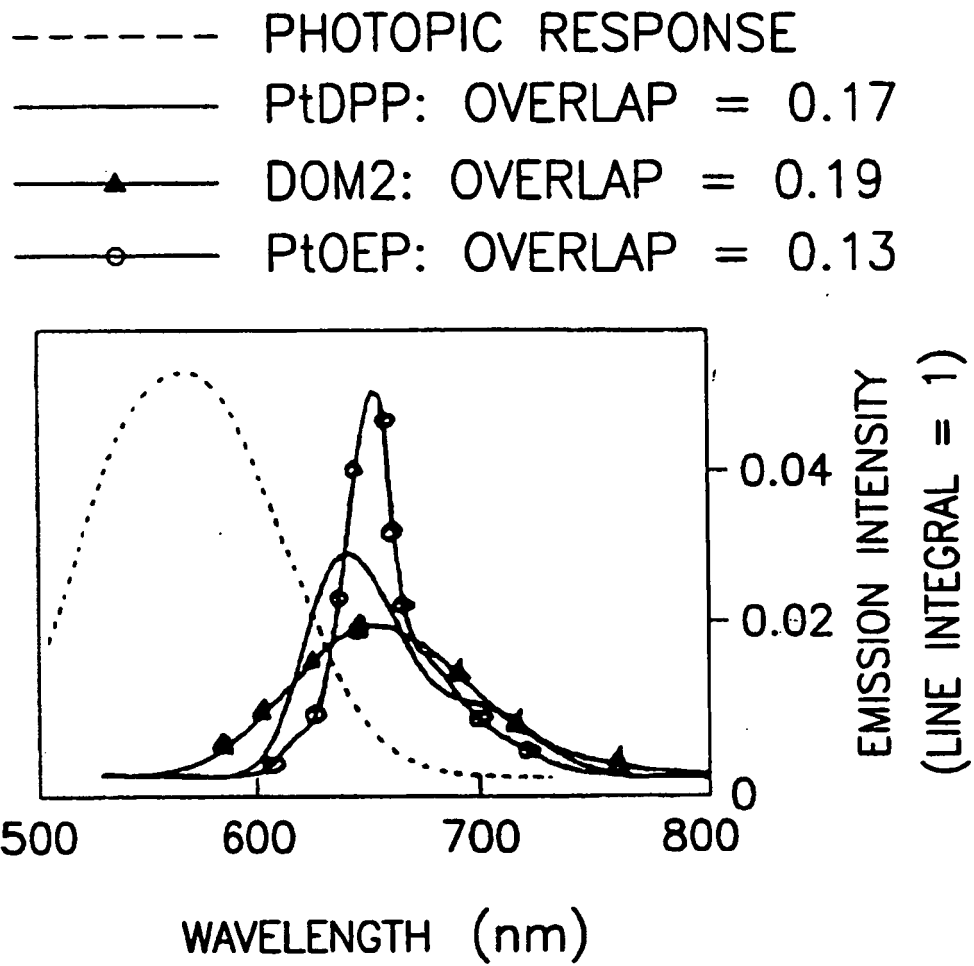 PHOTOPIC RESPONSE
PtDPP: OVERLAP = 0.17
DOM2: OVERLAP = 0.19
PtOEP: OVERLAP = 0.13
0.04
0.02
0
EMISSION INTENSITY
(LINE INTEGRAL = 1)
500 600 700 800
WAVELENGTH (nm)